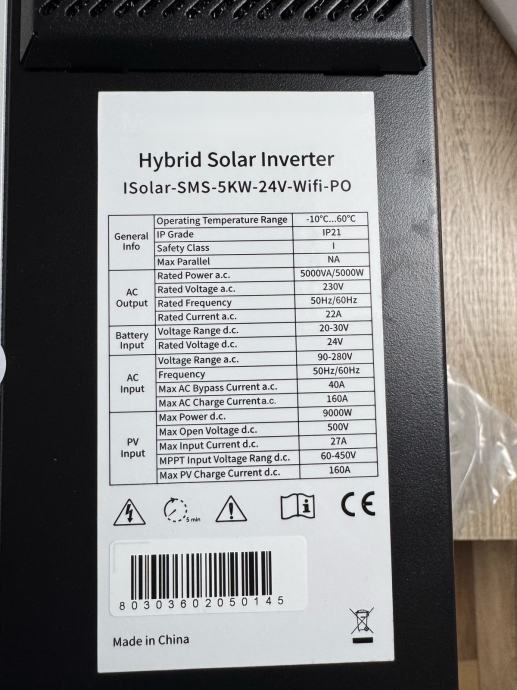 Hybrid Solar Inverter
ISolar-SMS-5KW-24V-Wifi-PO
General Info
Operating Temperature Range -10°C...60°C
IP Grade IP21
Safety Class I
Max Parallel NA
AC Output
Rated Power a.c. 5000VA/5000W
Rated Voltage a.c. 230V
Rated Frequency 50Hz/60Hz
Rated Current a.c. 22A
Battery Input
Voltage Range d.c. 20-30V
Rated Voltage d.c. 24V
AC Input
Voltage Range a.c. 90-280V
Frequency 50Hz/60Hz
Max AC Bypass Current a.c. 40A
Max AC Charge Current a.c. 160A
PV Input
Max Power d.c. 9000W
Max Open Voltage d.c. 500V
Max Input Current d.c. 27A
MPPT Input Voltage Rang d.c. 60-450V
Max PV Charge Current d.c. 160A
5 min
i
CE
80303602050145
Made in China